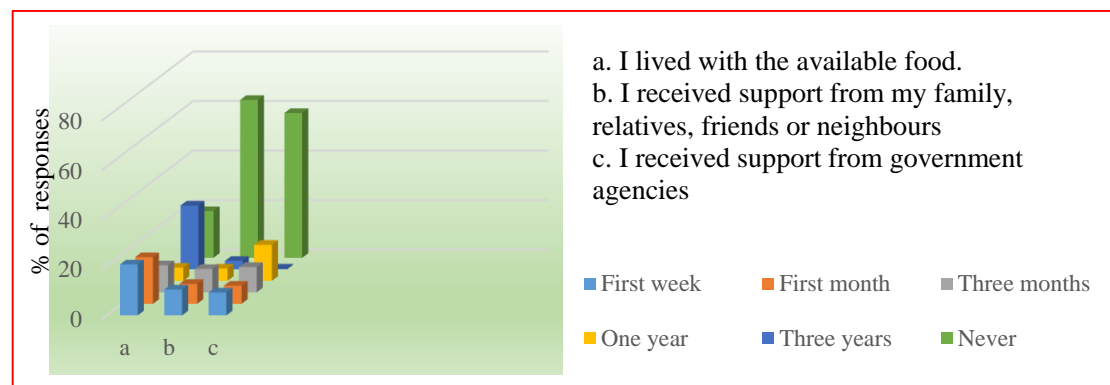 % of responses
80
60
40
20
0
a b c
a. I lived with the available food.
b. I received support from my family,
relatives, friends or neighbours
c. I received support from government
agencies
First week First month Three months
One year Three years Never